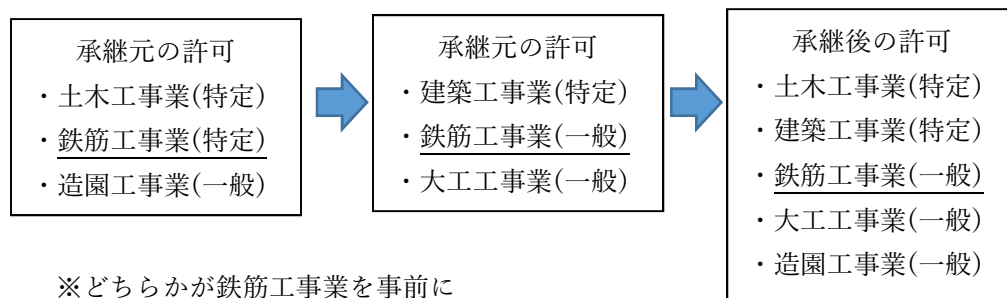 承継元の許可
・土木工事業(特定)
・鉄筋工事業(特定)
・造園工事業(一般)
承継元の許可
・建築工事業(特定)
・鉄筋工事業(一般)
・大工工事業(一般)
承継後の許可
・土木工事業(特定)
・建築工事業(特定)
・鉄筋工事業(一般)
・大工工事業(一般)
・造園工事業(一般)
※どちらかが鉄筋工事業を事前に